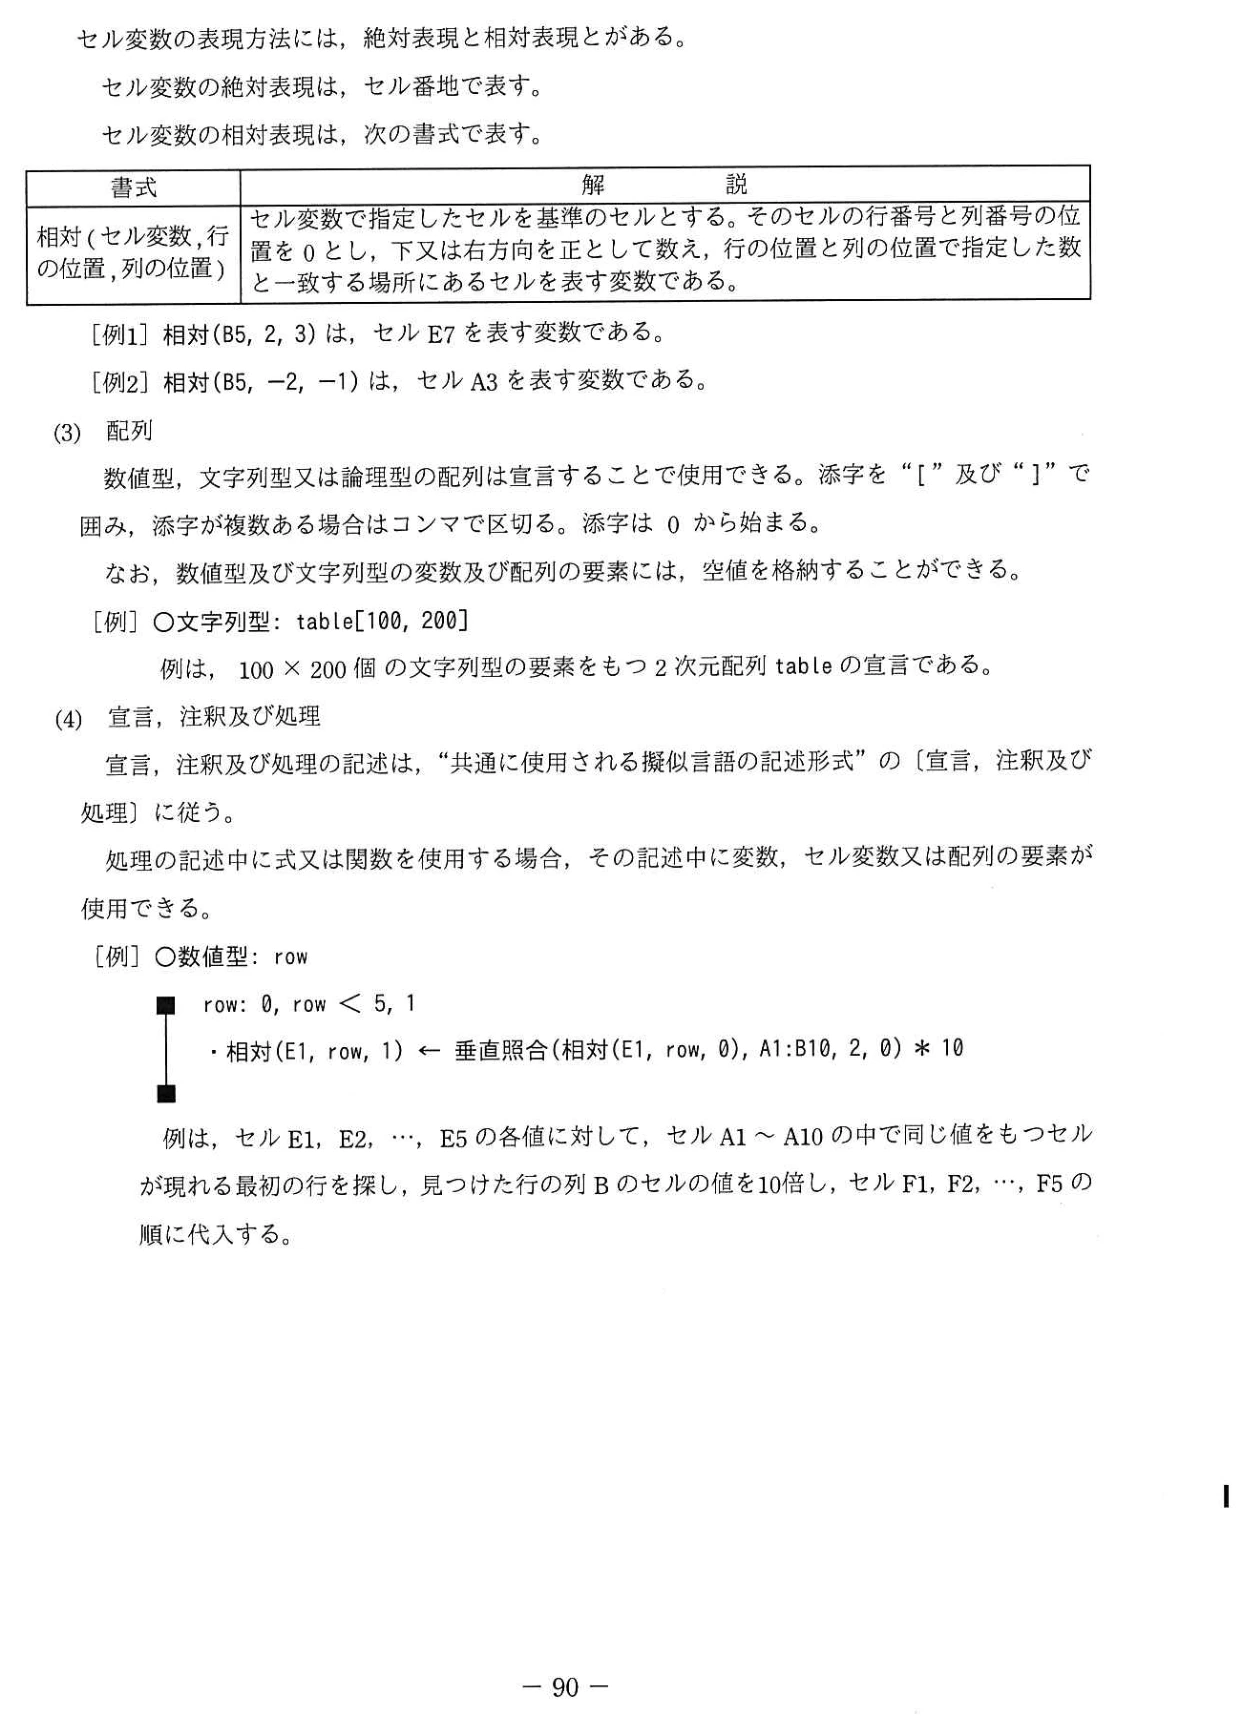 セル変数の表現方法には，絶対表現と相対表現とがある。
セル変数の絶対表現は，セル番地で表す。
セル変数の相対表現は，次の書式で表す。
書式
解 説
相対(セル変数,行
の位置,列の位置)
セル変数で指定したセルを基準のセルとする。そのセルの行番号と列番号の位
置を 0 とし，下又は右方向を正として数え，行の位置と列の位置で指定した数
と一致する場所にあるセルを表す変数である。
［例1］相対(B5, 2, 3) は，セル E7 を表す変数である。
［例2］相対(B5, −2, −1) は，セル A3 を表す変数である。
(3) 配列
数値型，文字列型又は論理型の配列は宣言することで使用できる。添字を “[” 及び “]” で
囲み，添字が複数ある場合はコンマで区切る。添字は 0 から始まる。
なお，数値型及び文字列型の変数及び配列の要素には，空値を格納することができる。
［例］○文字列型: table[100, 200]
例は， 100 × 200 個 の文字列型の要素をもつ 2 次元配列 table の宣言である。
(4) 宣言，注釈及び処理
宣言，注釈及び処理の記述は，“共通に使用される擬似言語の記述形式” の〔宣言，注釈及び
処理〕に従う。
処理の記述中に式又は関数を使用する場合，その記述中に変数，セル変数又は配列の要素が
使用できる。
［例］○数値型: row
■ row: 0, row ＜ 5, 1
・相対(E1, row, 1) ← 垂直照合(相対(E1, row, 0), A1:B10, 2, 0) ＊ 10
■
例は，セル E1，E2，…，E5 の各値に対して，セル A1 ～ A10 の中で同じ値をもつセル
が現れる最初の行を探し，見つけた行の列 B のセルの値を10倍し，セル F1，F2，…，F5 の
順に代入する。
− 90 −